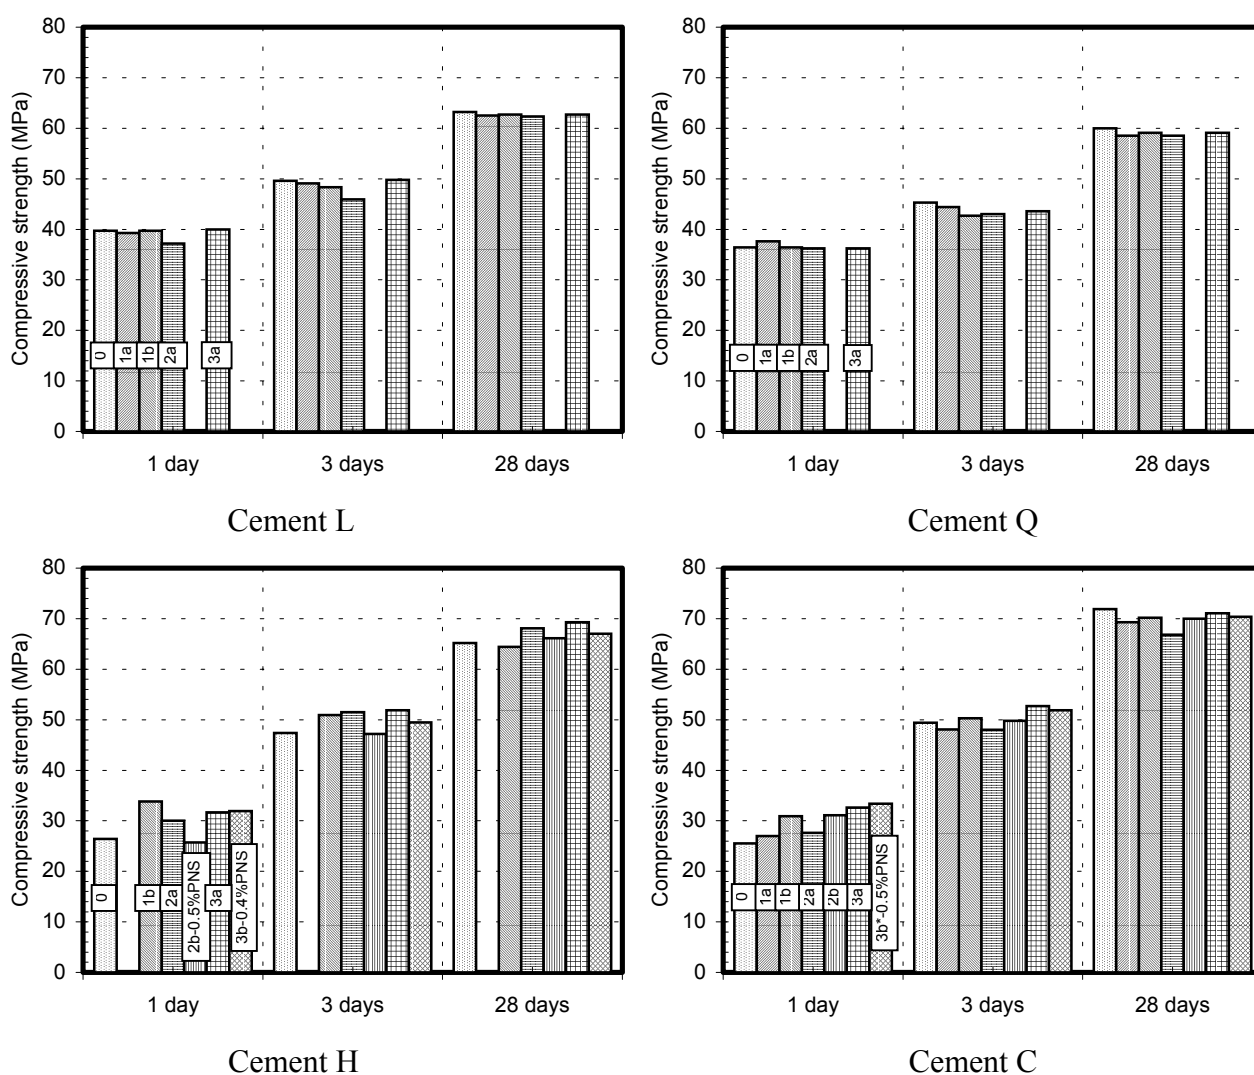 Compressive strength (MPa)
80
70
60
50
40
30
20
10
0
0
1a
1b
2a
3a
1 day
3 days
28 days
Cement L
Compressive strength (MPa)
80
70
60
50
40
30
20
10
0
0
1a
1b
2a
3a
1 day
3 days
28 days
Cement Q
Compressive strength (MPa)
80
70
60
50
40
30
20
10
0
0
1b
2a
2b-0.5%PNS
3a
3b-0.4%PNS
1 day
3 days
28 days
Cement H
Compressive strength (MPa)
80
70
60
50
40
30
20
10
0
0
1a
1b
2a
2b
3a
3b*-0.5%PNS
1 day
3 days
28 days
Cement C